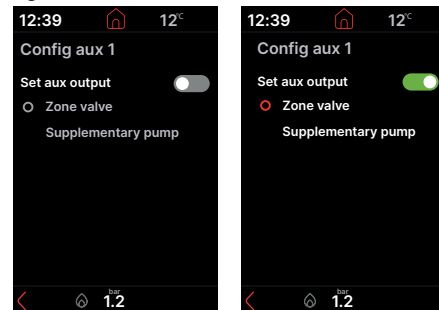 12:39 12°C
Config aux 1
Set aux output
Zone valve
Supplementary pump
bar
1.2
12:39 12°C
Config aux 1
Set aux output
Zone valve
Supplementary pump
bar
1.2